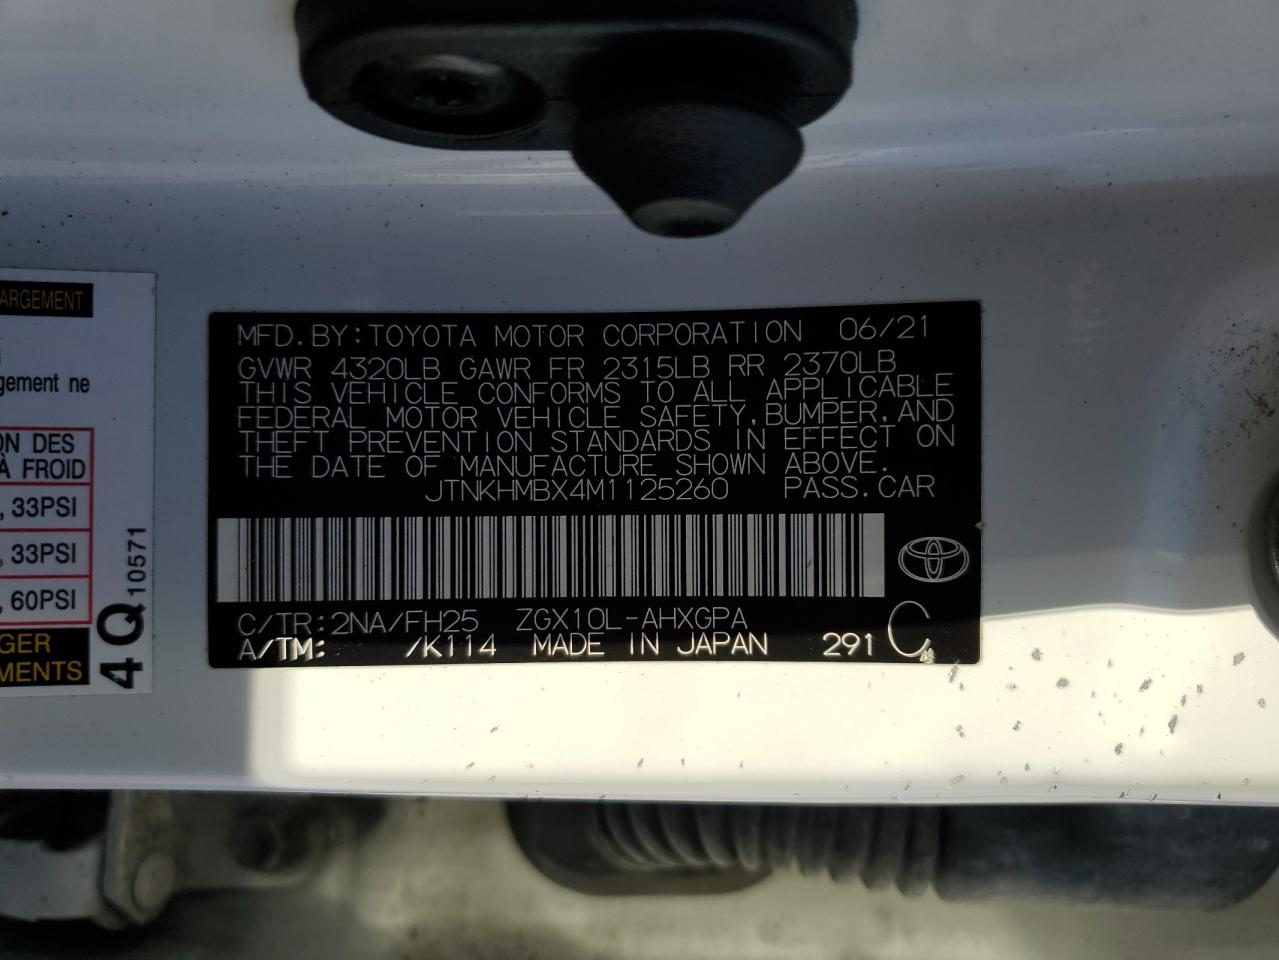 ARGEMENT
gement ne
ON DES
À FROID
, 33PSI
, 33PSI
, 60PSI
GER
MENTS
4Q10571
MFD.BY:TOYOTA MOTOR CORPORATION 06/21
GVWR 4320LB GAWR FR 2315LB RR 2370LB
THIS VEHICLE CONFORMS TO ALL APPLICABLE
FEDERAL MOTOR VEHICLE SAFETY,BUMPER,AND
THEFT PREVENTION STANDARDS IN EFFECT ON
THE DATE OF MANUFACTURE SHOWN ABOVE.
JTNKHMBX4M1125260 PASS.CAR
C/TR:2NA/FH25 ZGX10L-AHXGPA
A/TM: /K114 MADE IN JAPAN 291 C